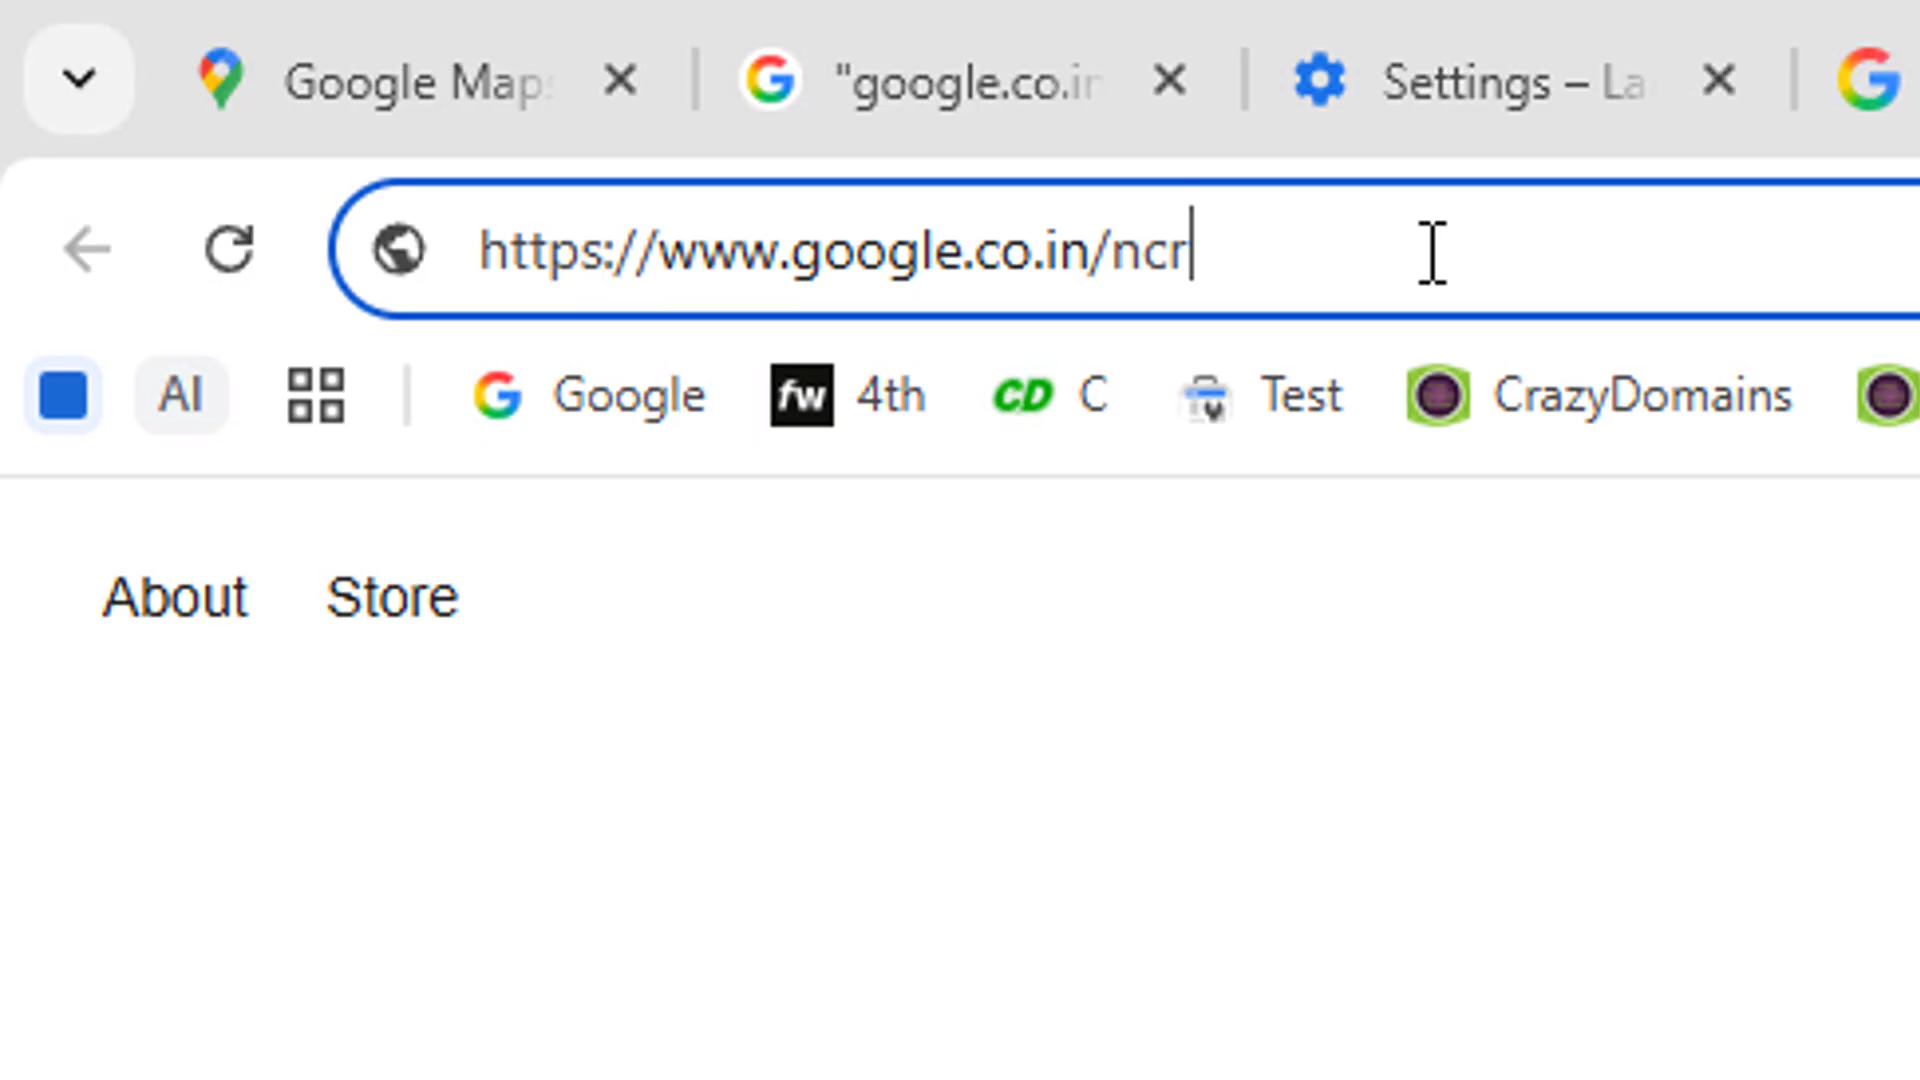 Google Maps "google.co.in Settings – La
https://www.google.co.in/ncr
AI Google fw 4th CD C Test CrazyDomains
About Store